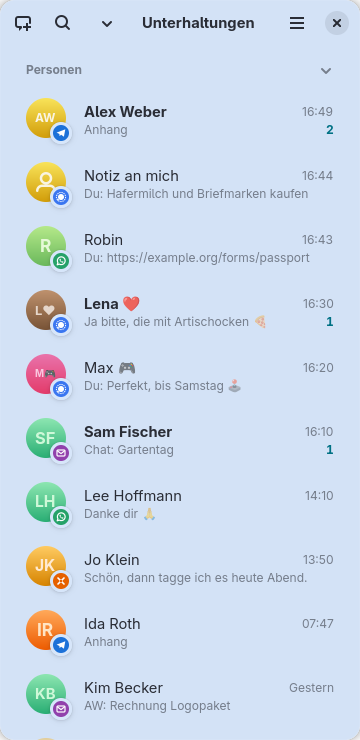 Unterhaltungen
Personen
AW
Alex Weber
16:49
Anhang
2
Notiz an mich
16:44
Du: Hafermilch und Briefmarken kaufen
R
Robin
16:43
Du: https://example.org/forms/passport
L❤
Lena ❤️
16:30
Ja bitte, die mit Artischocken 🍕
1
M🎮
Max 🎮
16:20
Du: Perfekt, bis Samstag 🕹️
SF
Sam Fischer
16:10
Chat: Gartentag
1
LH
Lee Hoffmann
14:10
Danke dir 🙏
JK
Jo Klein
13:50
Schön, dann tagge ich es heute Abend.
IR
Ida Roth
07:47
Anhang
KB
Kim Becker
Gestern
AW: Rechnung Logopaket